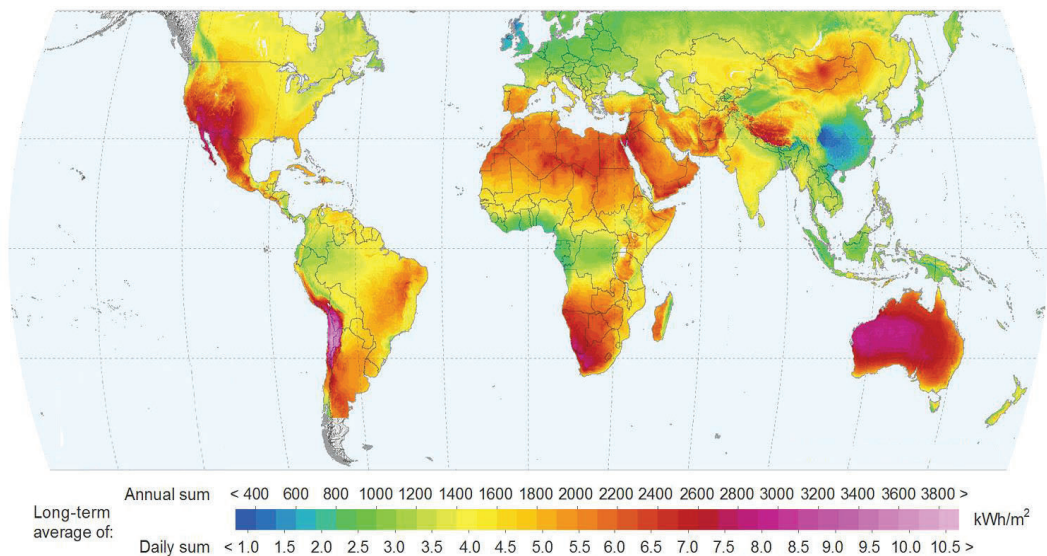 Annual sum < 400 600 800 1000 1200 1400 1600 1800 2000 2200 2400 2600 2800 3000 3200 3400 3600 3800 >
Long-term
average of:
kWh/m²
Daily sum < 1.0 1.5 2.0 2.5 3.0 3.5 4.0 4.5 5.0 5.5 6.0 6.5 7.0 7.5 8.0 8.5 9.0 9.5 10.0 10.5 >